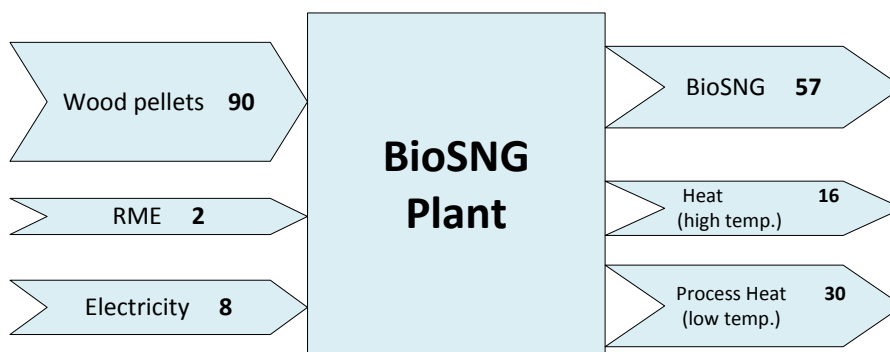 Wood pellets 90
RME 2
Electricity 8
BioSNG
Plant
BioSNG 57
Heat 16
(high temp.)
Process Heat 30
(low temp.)